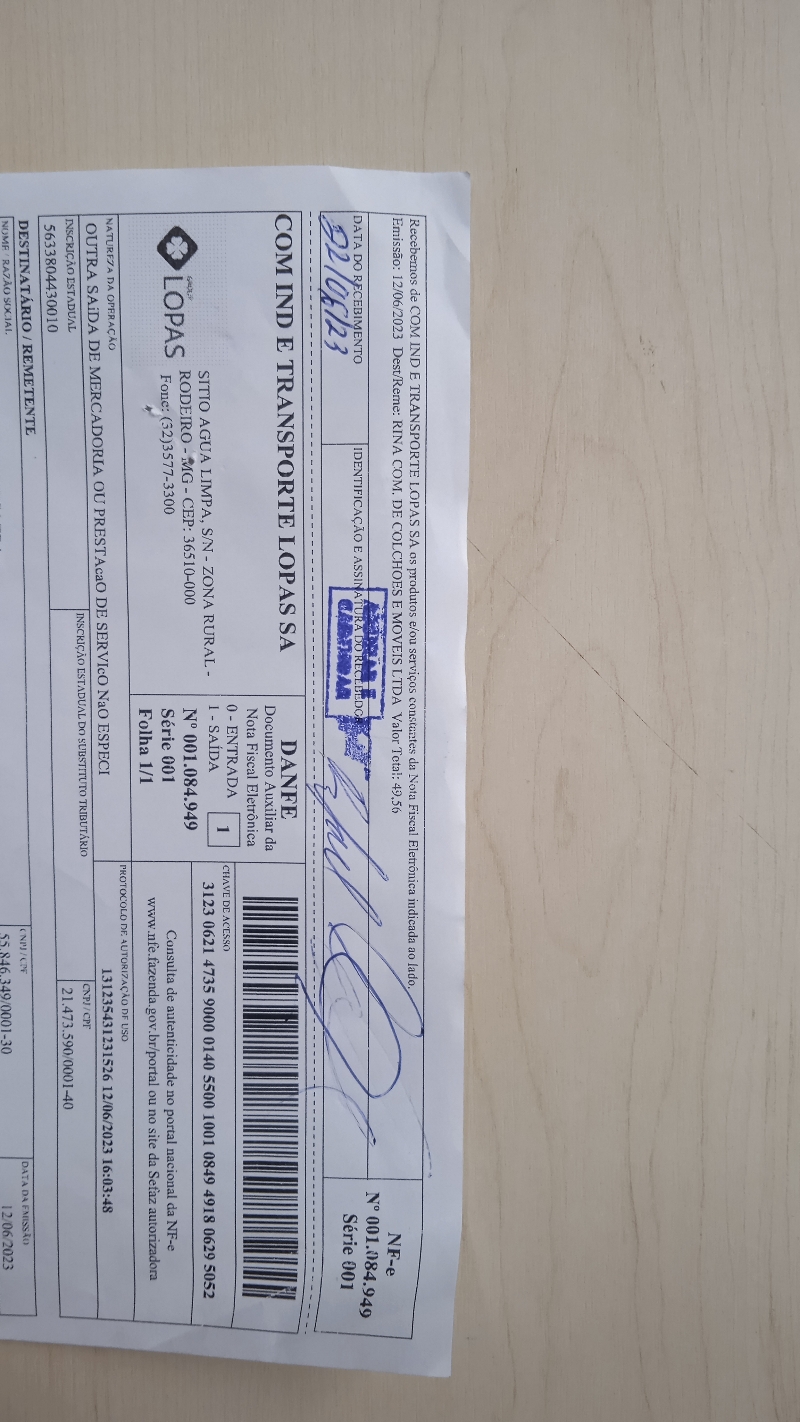 Recebemos de COM IND E TRANSPORTE LOPAS SA os produtos e/ou serviços constantes da Nota Fiscal Eletrônica indicada ao lado.
Emissão: 12/06/2023 Dest/Reme: RINA COM. DE COLCHOES E MOVEIS LTDA Valor Total: 49,56
DATA DO RECEBIMENTO
IDENTIFICAÇÃO E ASSINATURA DO RECEBEDOR
NF-e
Nº 001.084.949
Série 001
COM IND E TRANSPORTE LOPAS SA
GRUPO
LOPAS
SITIO AGUA LIMPA, S/N - ZONA RURAL -
RODEIRO - MG - CEP: 36510-000
Fone: (32)3577-3300
DANFE
Documento Auxiliar da
Nota Fiscal Eletrônica
0 - ENTRADA
1 - SAÍDA
1
Nº 001.084.949
Série 001
Folha 1/1
CHAVE DE ACESSO
3123 0621 4735 9000 0140 5500 1001 0849 4918 0629 5052
Consulta de autenticidade no portal nacional da NF-e
www.nfe.fazenda.gov.br/portal ou no site da Sefaz autorizadora
NATUREZA DA OPERAÇÃO
OUTRA SAíDA DE MERCADORIA OU PRESTAcaO DE SERVIcO NaO ESPECI
PROTOCOLO DE AUTORIZAÇÃO DE USO
131235431231526 12/06/2023 16:03:48
INSCRIÇÃO ESTADUAL
5633804430010
INSCRIÇÃO ESTADUAL DO SUBSTITUTO TRIBUTÁRIO
CNPJ / CPF
21.473.590/0001-40
DESTINATÁRIO / REMETENTE
NOME / RAZÃO SOCIAL
CNPJ / CPF
55.846.349/0001-30
DATA DA EMISSÃO
12/06/2023